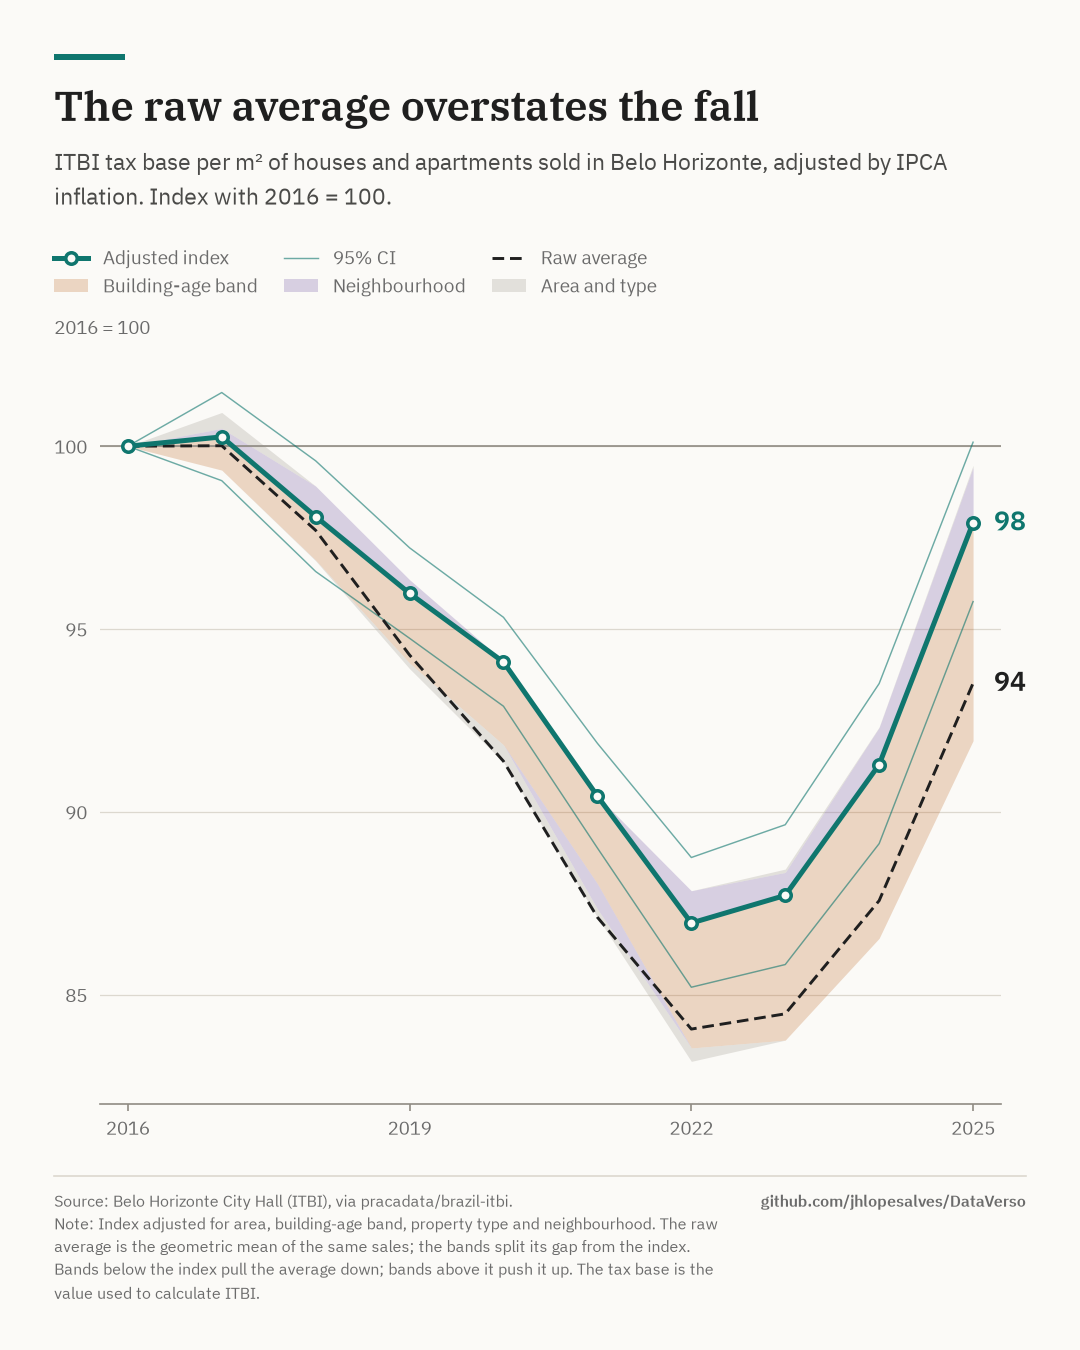 The raw average overstates the fall
ITBI tax base per m² of houses and apartments sold in Belo Horizonte, adjusted by IPCA
inflation. Index with 2016 = 100.
Adjusted index
95% CI
Raw average
Building-age band
Neighbourhood
Area and type
2016 = 100
100
95
90
85
98
94
2016
2019
2022
2025
Source: Belo Horizonte City Hall (ITBI), via pracadata/brazil-itbi.
github.com/jhlopesalves/DataVerso
Note: Index adjusted for area, building-age band, property type and neighbourhood. The raw
average is the geometric mean of the same sales; the bands split its gap from the index.
Bands below the index pull the average down; bands above it push it up. The tax base is the
value used to calculate ITBI.